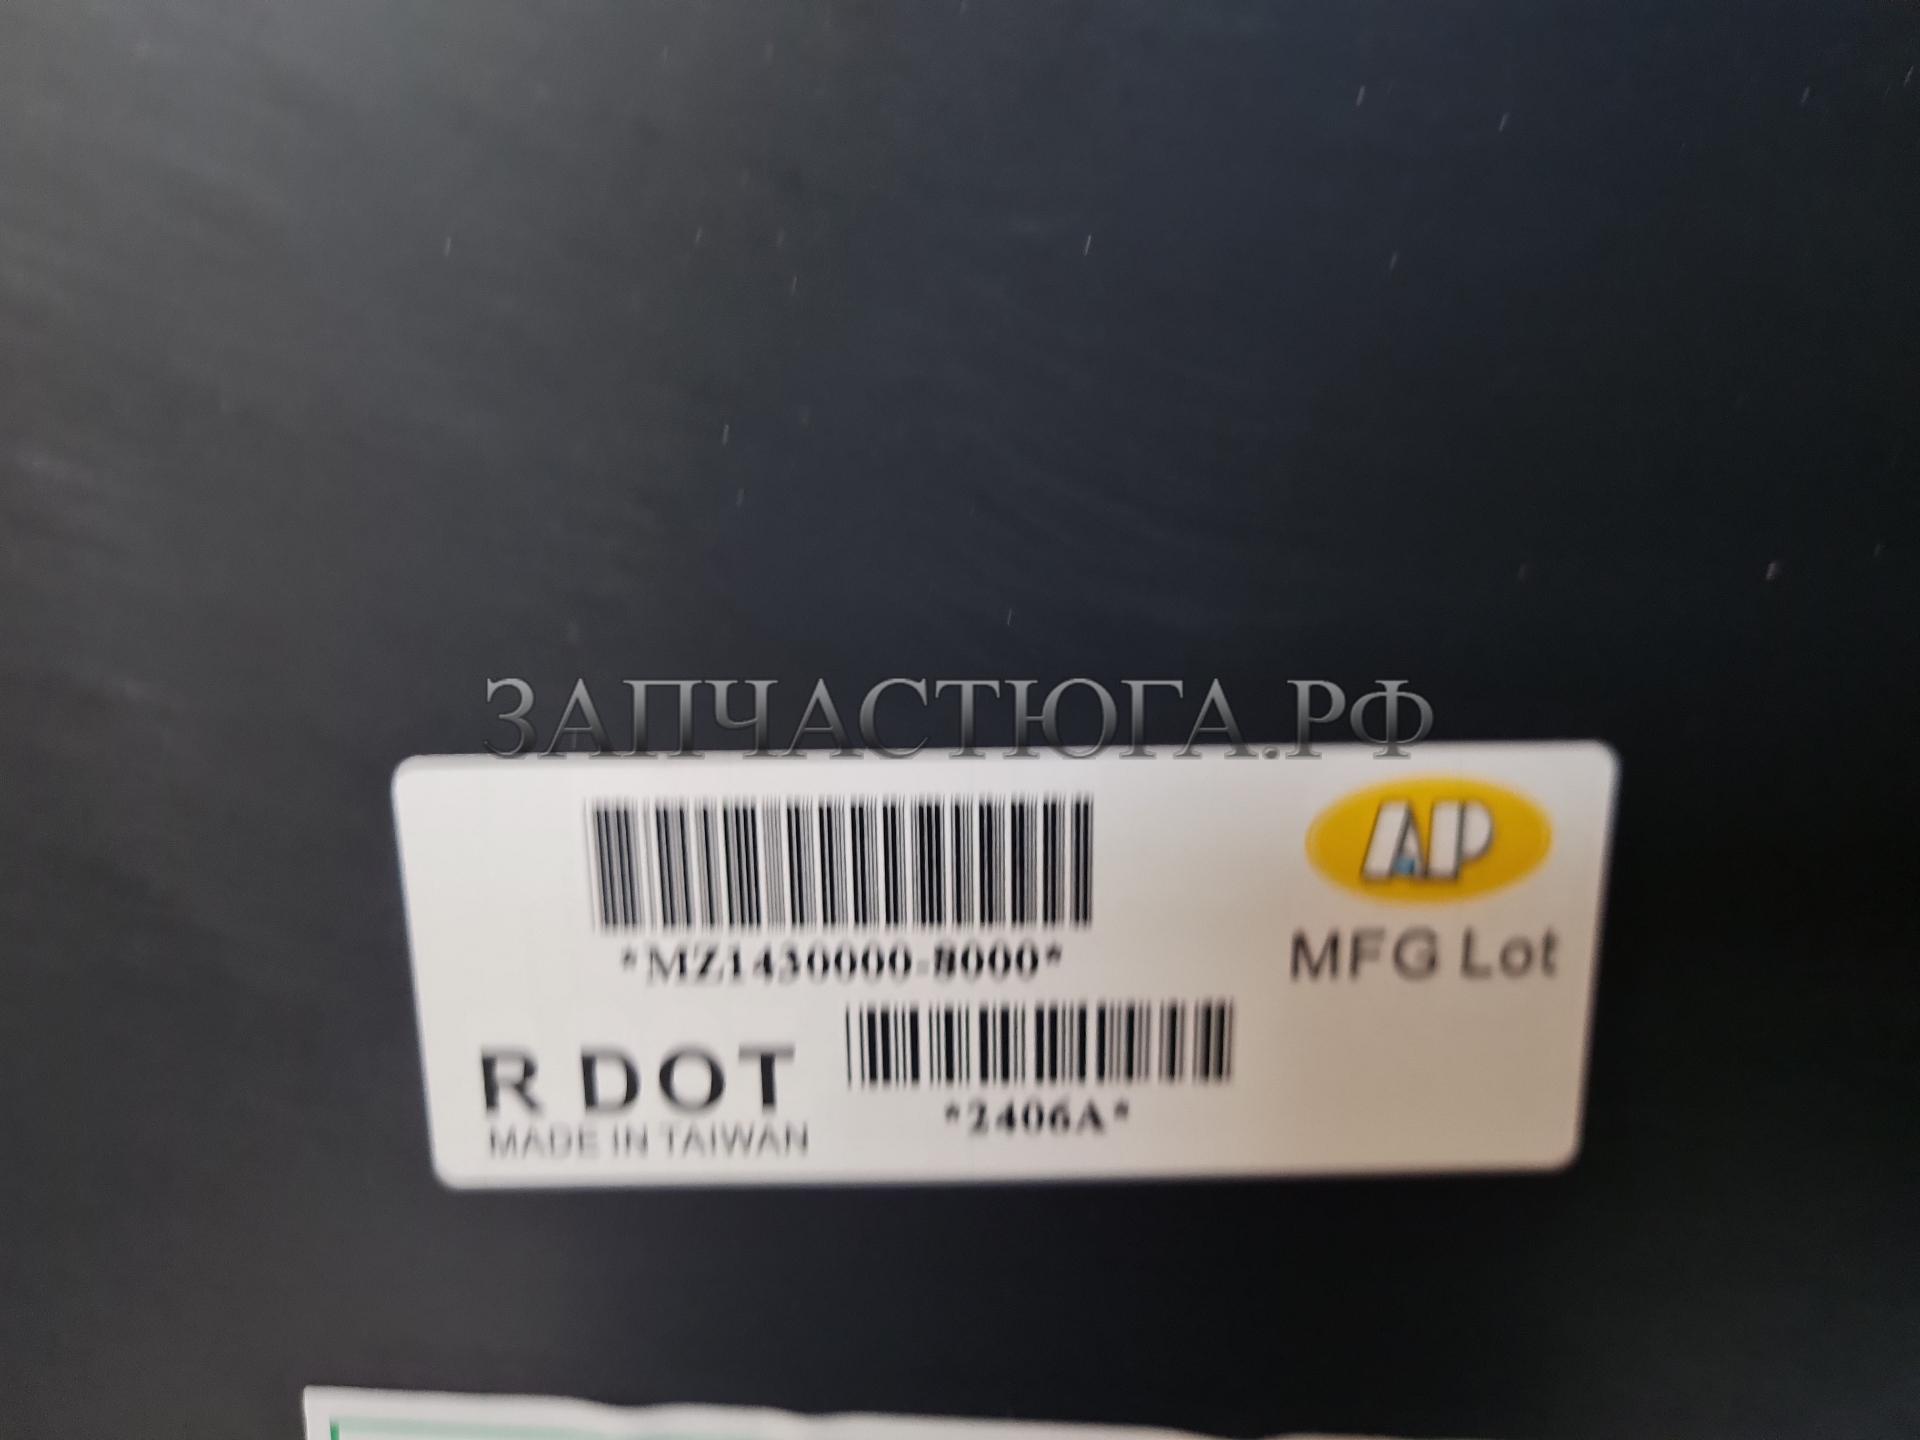 ЗАПЧАСТЮГА.РФ
AP
*MZ1430000-8000*
MFG Lot
R DOT
*2406A*
MADE IN TAIWAN